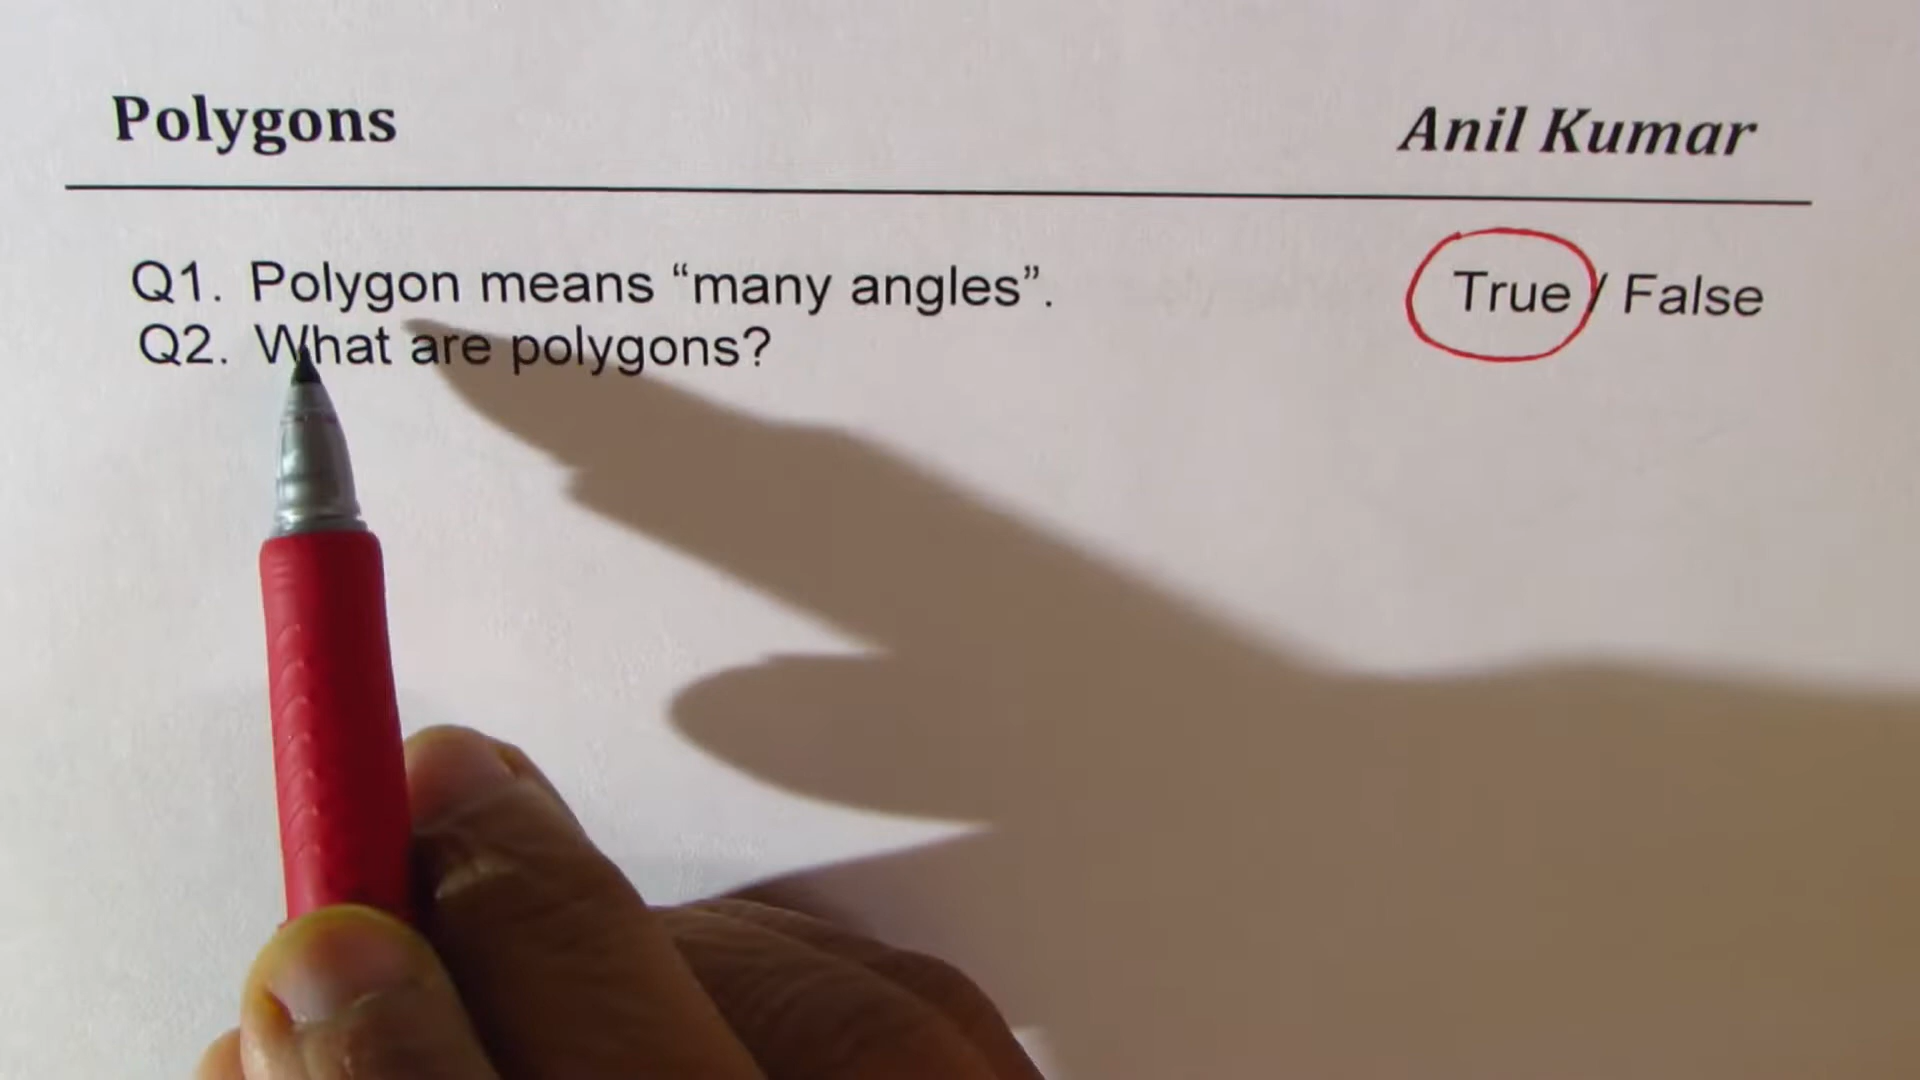 Polygons Anil Kumar
Q1. Polygon means “many angles”. True / False
Q2. What are polygons?